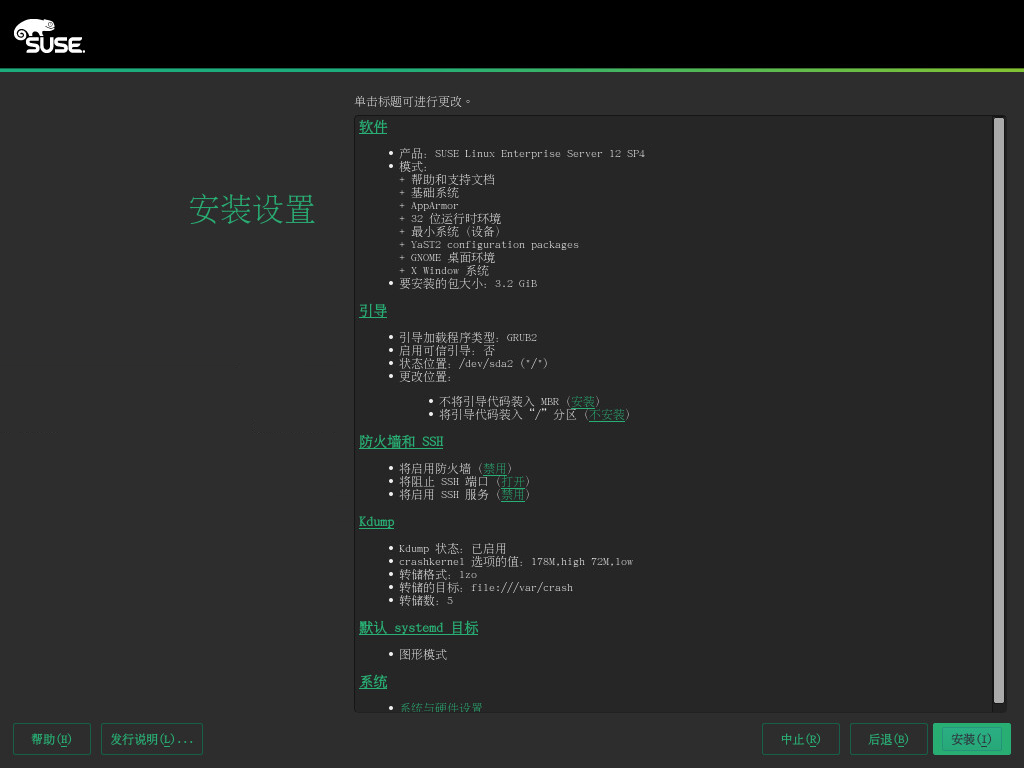 SUSE.
单击标题可进行更改。
安装设置
软件
• 产品: SUSE Linux Enterprise Server 12 SP4
• 模式:
+ 帮助和支持文档
+ 基础系统
+ AppArmor
+ 32 位运行时环境
+ 最小系统 (设备)
+ YaST2 configuration packages
+ GNOME 桌面环境
+ X Window 系统
• 要安装的包大小: 3.2 GiB
引导
• 引导加载程序类型: GRUB2
• 启用可信引导: 否
• 状态位置: /dev/sda2 ("/")
• 更改位置:
• 不将引导代码装入 MBR (安装)
• 将引导代码装入“/”分区 (不安装)
防火墙和 SSH
• 将启用防火墙 (禁用)
• 将阻止 SSH 端口 (打开)
• 将启用 SSH 服务 (禁用)
Kdump
• Kdump 状态: 已启用
• crashkernel 选项的值: 178M,high 72M,low
• 转储格式: lzo
• 转储的目标: file:///var/crash
• 转储数: 5
默认 systemd 目标
• 图形模式
系统
• 系统与硬件设置
帮助(H) 发行说明(L)... 中止(R) 后退(B) 安装(I)